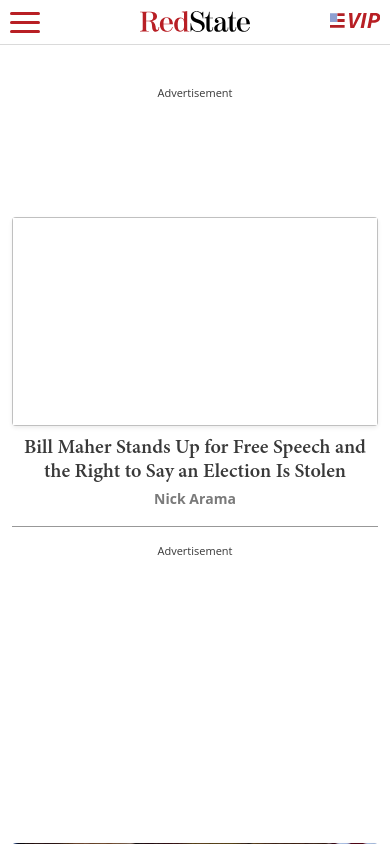 RedState
VIP
Advertisement
Bill Maher Stands Up for Free Speech and
the Right to Say an Election Is Stolen
Nick Arama
Advertisement